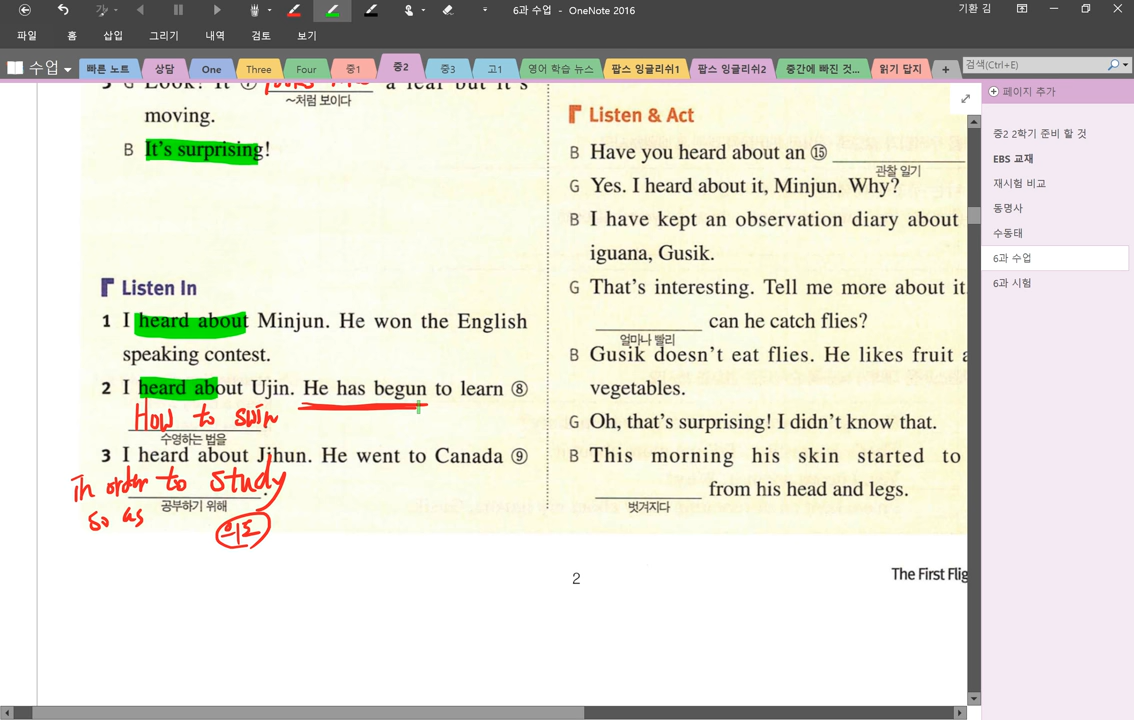 6과 수업 - OneNote 2016
기환 김
파일 홈 삽입 그리기 내역 검토 보기
수업 빠른 노트 상담 One Three Four 중1 중2 중3 고1 영어 학습 뉴스 팝스 잉글리쉬1 팝스 잉글리쉬2 중간에 빠진 것... 읽기 답지 +
검색(Ctrl+E)
페이지 추가
중2 2학기 준비 할 것
EBS 교재
재시험 비교
동명사
수동태
6과 수업
6과 시험
a leaf but it's
~처럼 보이다
moving.
B It's surprising!
Listen In
1 I heard about Minjun. He won the English
speaking contest.
2 I heard about Ujin. He has begun to learn ⑧
How to swim
수영하는 법을
3 I heard about Jihun. He went to Canada ⑨
In order to study.
so as
공부하기 위해
의도
Listen & Act
B Have you heard about an ⑮
관찰 일기
G Yes. I heard about it, Minjun. Why?
B I have kept an observation diary about
iguana, Gusik.
G That's interesting. Tell me more about it
can he catch flies?
얼마나 빨리
B Gusik doesn't eat flies. He likes fruit a
vegetables.
G Oh, that's surprising! I didn't know that.
B This morning his skin started to
from his head and legs.
벗겨지다
2
The First Flig